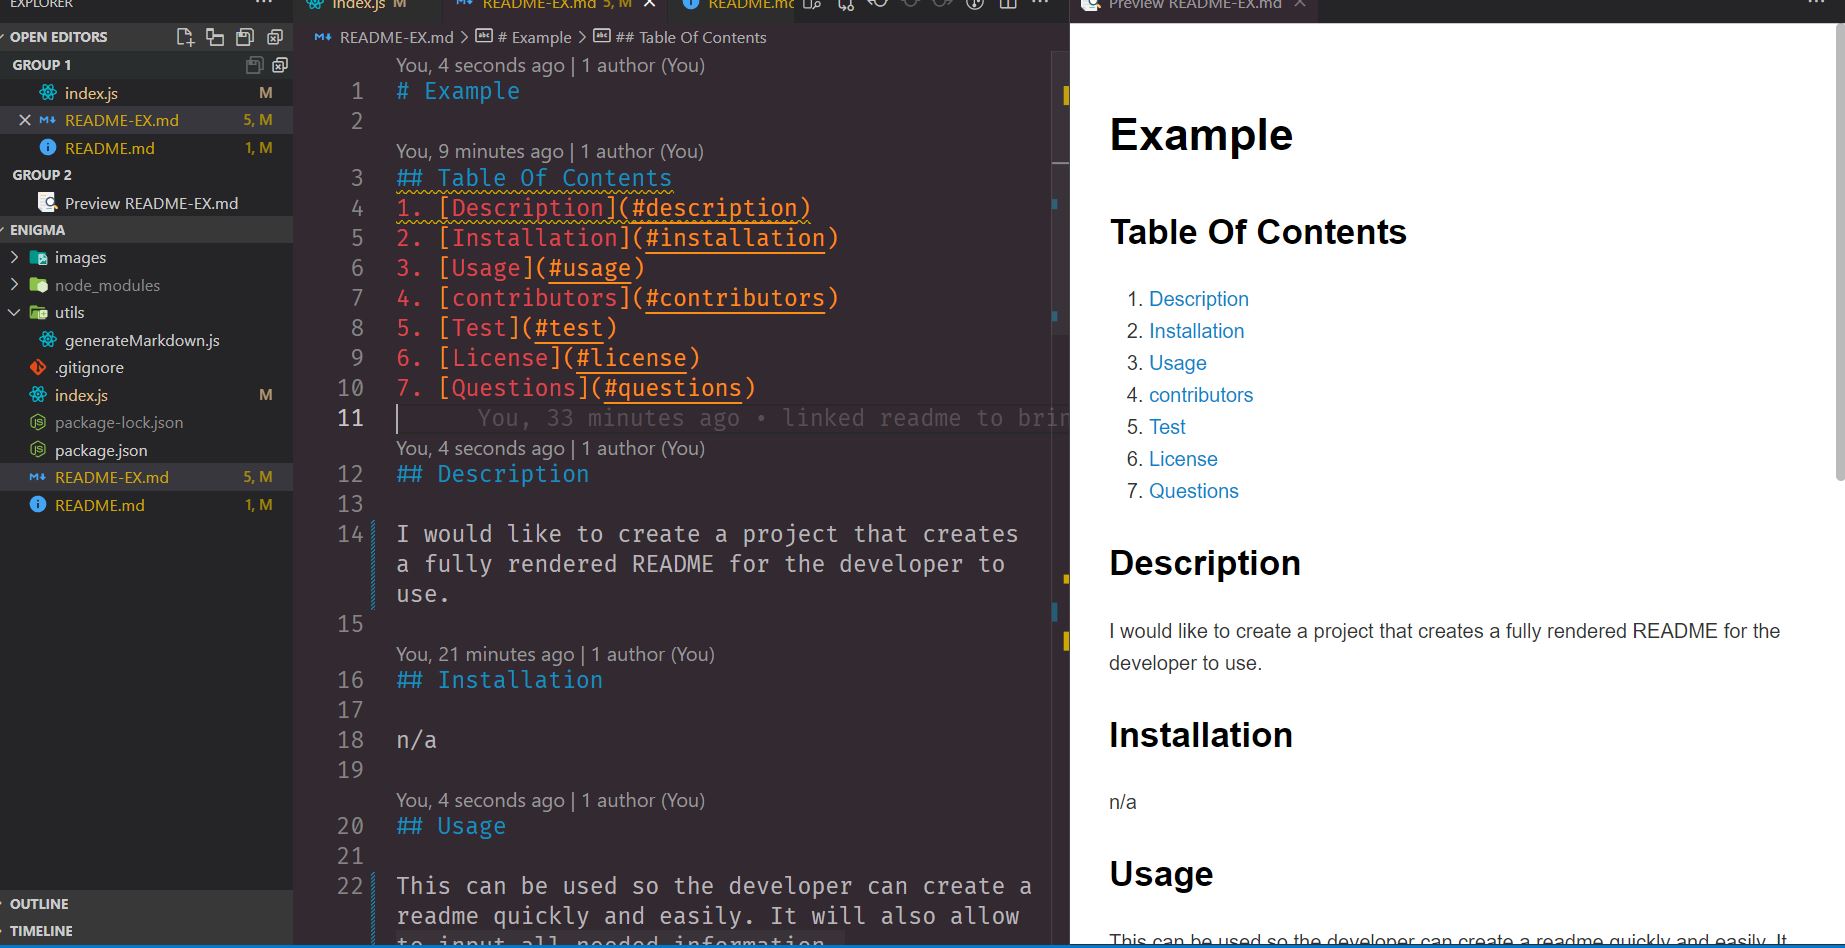 EXPLORER
OPEN EDITORS
GROUP 1
index.js M
README-EX.md 5, M
README.md 1, M
GROUP 2
Preview README-EX.md
ENIGMA
images
node_modules
utils
generateMarkdown.js
.gitignore
index.js M
package-lock.json
package.json
README-EX.md 5, M
README.md 1, M
OUTLINE
TIMELINE
index.js M
README-EX.md 5, M
README.md
README-EX.md > # Example > ## Table Of Contents
You, 4 seconds ago | 1 author (You)
1 # Example
2
You, 9 minutes ago | 1 author (You)
3 ## Table Of Contents
4 1. [Description](#description)
5 2. [Installation](#installation)
6 3. [Usage](#usage)
7 4. [contributors](#contributors)
8 5. [Test](#test)
9 6. [License](#license)
10 7. [Questions](#questions)
11 You, 33 minutes ago • linked readme to brin
You, 4 seconds ago | 1 author (You)
12 ## Description
13
14 I would like to create a project that creates
a fully rendered README for the developer to
use.
15
You, 21 minutes ago | 1 author (You)
16 ## Installation
17
18 n/a
19
You, 4 seconds ago | 1 author (You)
20 ## Usage
21
22 This can be used so the developer can create a
readme quickly and easily. It will also allow
to input all needed information.
Preview README-EX.md
Example
Table Of Contents
1. Description
2. Installation
3. Usage
4. contributors
5. Test
6. License
7. Questions
Description
I would like to create a project that creates a fully rendered README for the
developer to use.
Installation
n/a
Usage
This can be used so the developer can create a readme quickly and easily. It